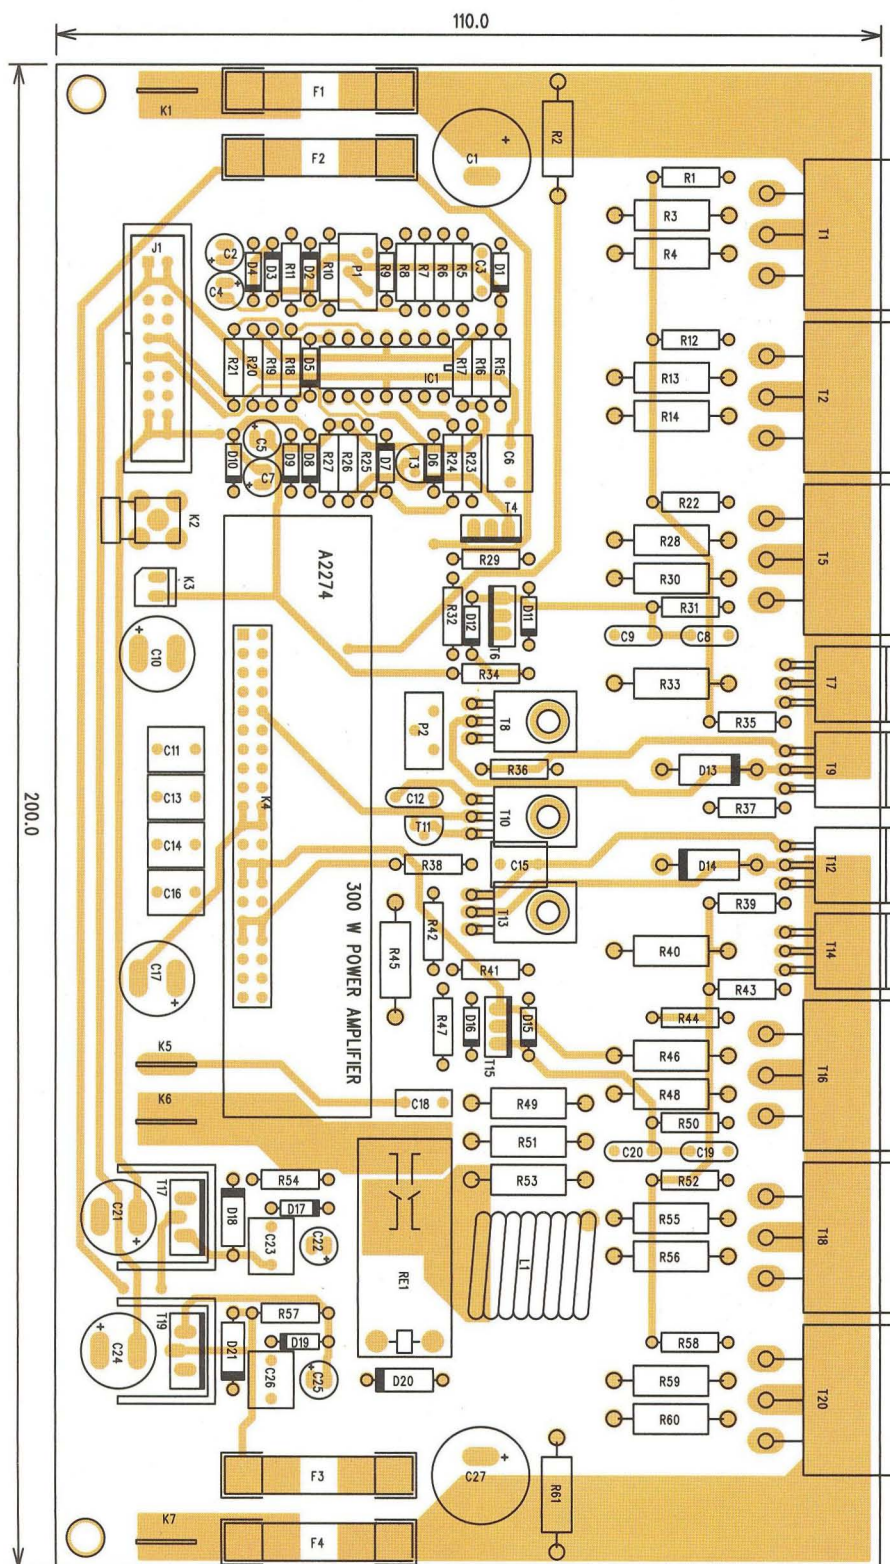 110.0
200.0
K1
F1
F2
C1
R2
R1
R3
R4
T1
J1
C2
C4
D4
D3
R11
D2
R10
P1
R9
R8
R7
R6
R5
C3
D1
R21
R20
R19
R18
D5
IC1
R17
R16
R15
R12
R13
R14
T2
D10
C5
C7
D9
D8
R27
R26
R25
D7
T3
D6
R24
R23
C6
T4
R22
R28
R30
T5
K2
K3
A2274
R29
R32
D12
T6
D11
R31
C9
C8
C10
R34
R33
T7
R35
P2
T8
R36
D13
T9
R37
C11
C13
C14
C16
K4
C12
T11
T10
R38
C15
D14
T12
R39
T13
300 W POWER AMPLIFIER
R42
R45
R40
T14
R43
C17
R41
R47
D16
T15
D15
R44
R46
T16
K5
K6
C18
R49
R48
R50
R51
C20
C19
R53
R52
T17
C21
D18
R54
D17
C23
C22
RE1
L1
R55
R56
T18
T19
C24
D21
R57
D19
C26
C25
D20
R58
R59
R60
T20
F3
C27
R61
K7
F4